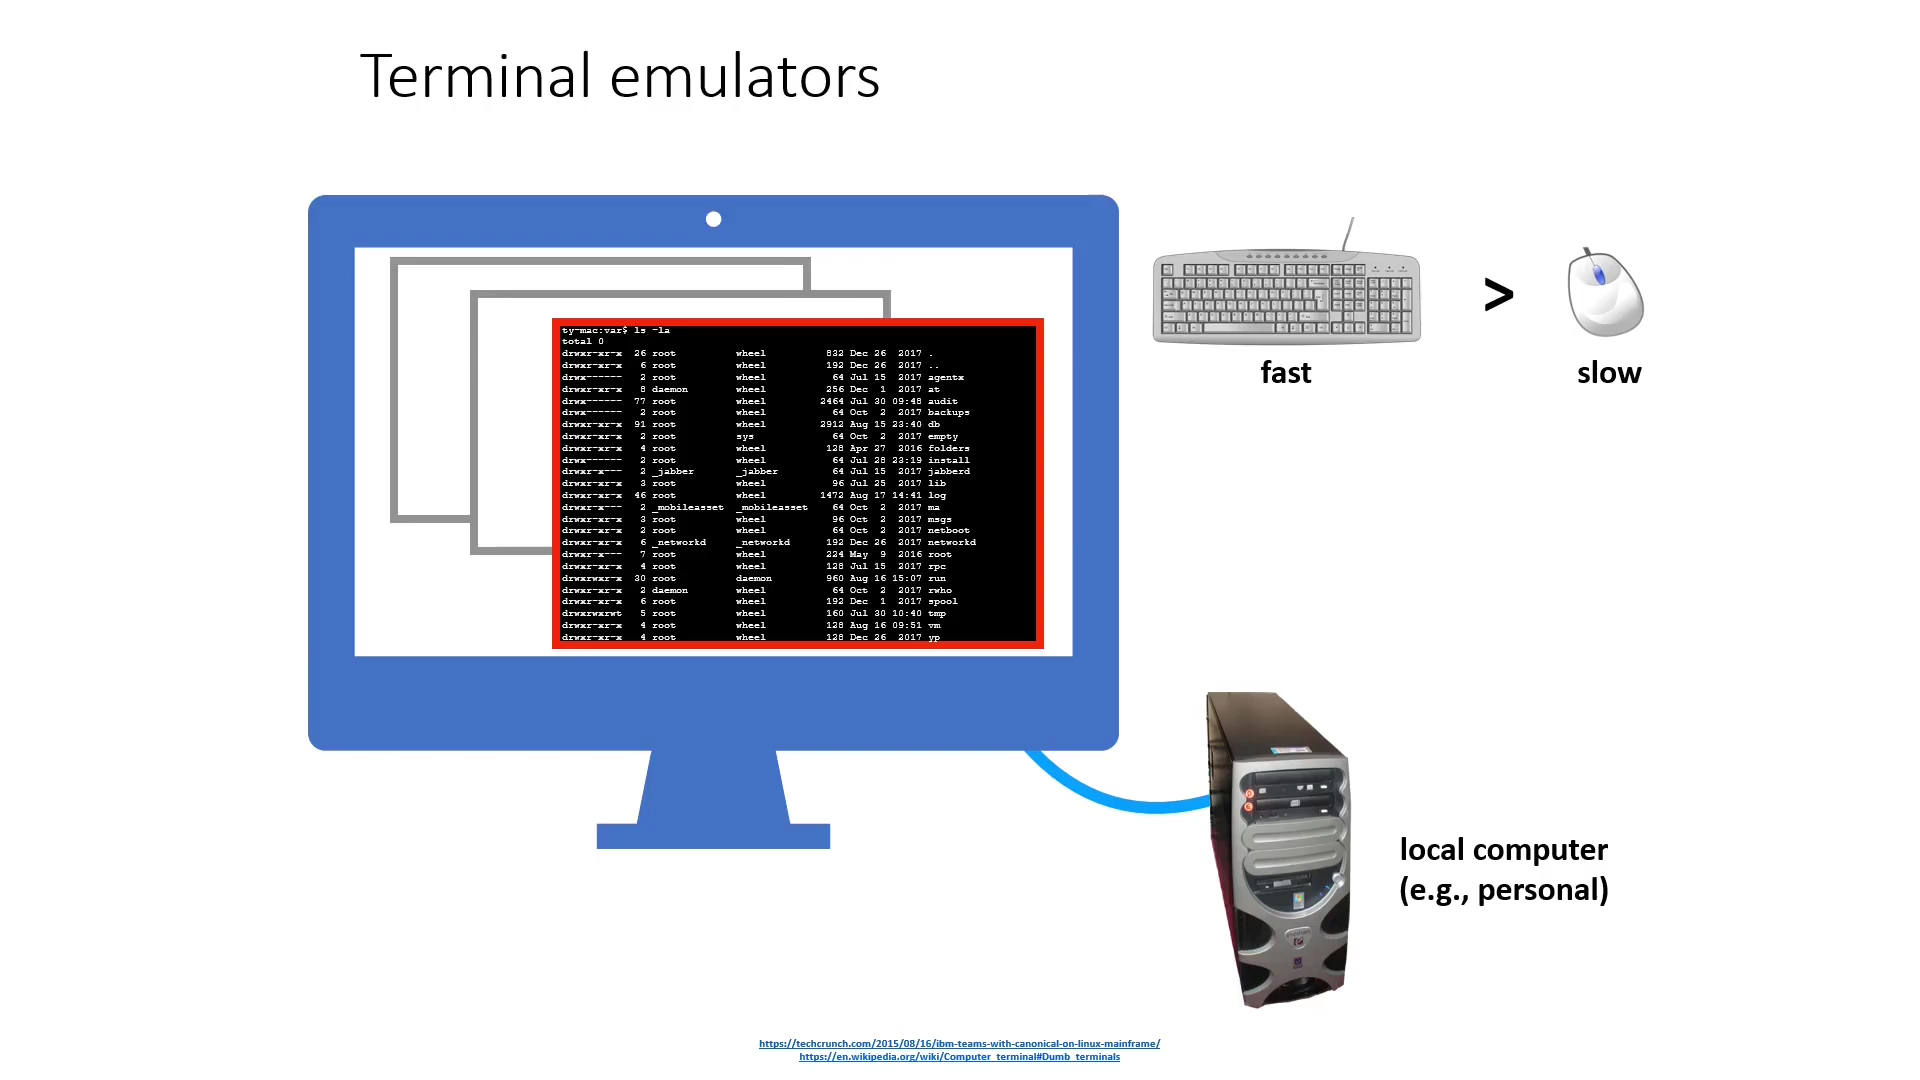 Terminal emulators
ty-mac:var$ ls -la
total 0
drwxr-xr-x  26 root          wheel          832 Dec 26  2017 .
drwxr-xr-x   6 root          wheel          192 Dec 26  2017 ..
drwx------   2 root          wheel           64 Jul 15  2017 agentx
drwxr-xr-x   8 daemon        wheel          256 Dec  1  2017 at
drwx------  77 root          wheel         2464 Jul 30 09:48 audit
drwx------   2 root          wheel           64 Oct  2  2017 backups
drwxr-xr-x  91 root          wheel         2912 Aug 15 23:40 db
drwxr-xr-x   2 root          sys             64 Oct  2  2017 empty
drwxr-xr-x   4 root          wheel          128 Apr 27  2016 folders
drwx------   2 root          wheel           64 Jul 28 23:19 install
drwxr-x---   2 _jabber       _jabber         64 Jul 15  2017 jabberd
drwxr-xr-x   3 root          wheel           96 Jul 25  2017 lib
drwxr-xr-x  46 root          wheel         1472 Aug 17 14:41 log
drwxr-x---   2 _mobileasset  _mobileasset    64 Oct  2  2017 ma
drwxr-xr-x   3 root          wheel           96 Oct  2  2017 msgs
drwxr-xr-x   2 root          wheel           64 Oct  2  2017 netboot
drwxr-xr-x   6 _networkd     _networkd      192 Dec 26  2017 networkd
drwxr-x---   7 root          wheel          224 May  9  2016 root
drwxr-xr-x   4 root          wheel          128 Jul 15  2017 rpc
drwxrwxr-x  30 root          daemon         960 Aug 16 15:07 run
drwxr-xr-x   2 daemon        wheel           64 Oct  2  2017 rwho
drwxr-xr-x   6 root          wheel          192 Dec  1  2017 spool
drwxrwxrwt   5 root          wheel          160 Jul 30 10:40 tmp
drwxr-xr-x   4 root          wheel          128 Aug 16 09:51 vm
drwxr-xr-x   4 root          wheel          128 Dec 26  2017 yp
>
fast
slow
local computer
(e.g., personal)
https://techcrunch.com/2015/08/16/ibm-teams-with-canonical-on-linux-mainframe/
https://en.wikipedia.org/wiki/Computer_terminal#Dumb_terminals